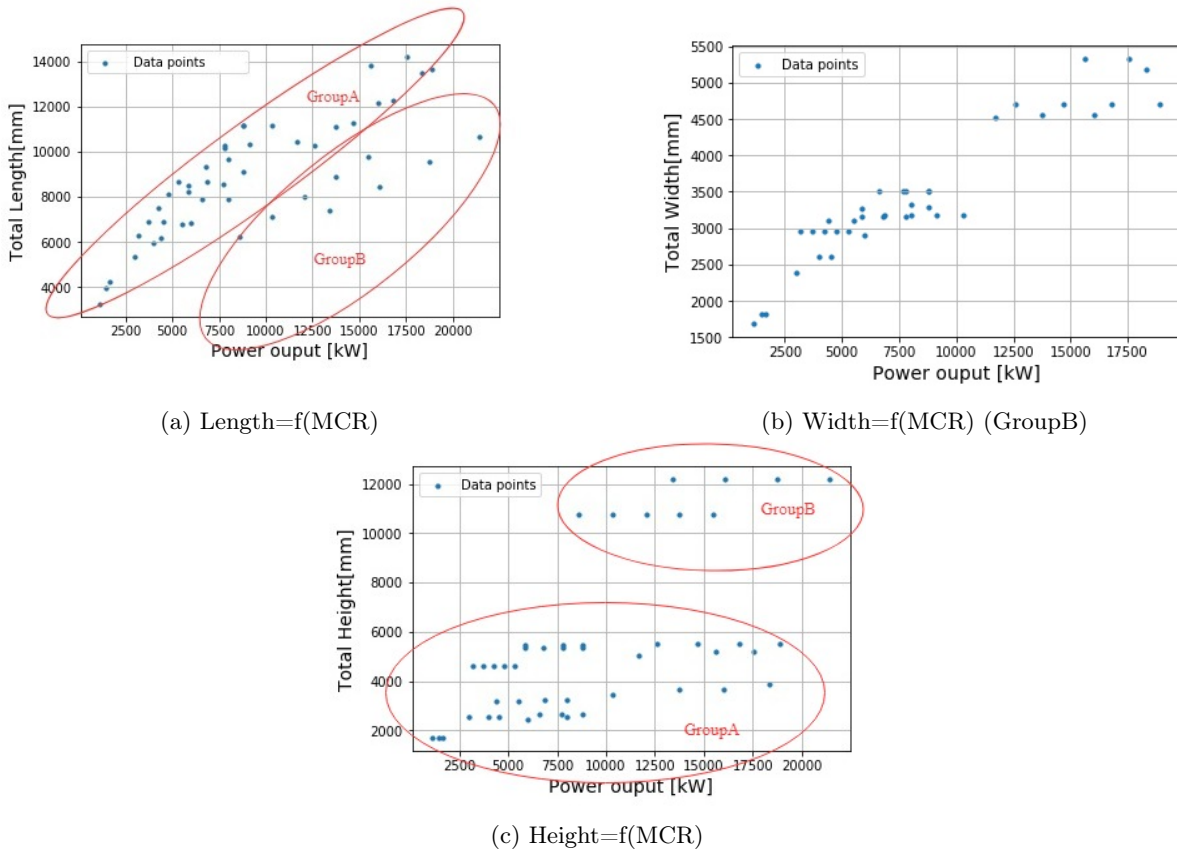 Data points
GroupA
GroupB
14000
12000
10000
8000
6000
4000
2500 5000 7500 10000 12500 15000 17500 20000
Total Length[mm]
Power ouput [kW]
(a) Length=f(MCR)
Data points
5500
5000
4500
4000
3500
3000
2500
2000
1500
2500 5000 7500 10000 12500 15000 17500
Total Width[mm]
Power ouput [kW]
(b) Width=f(MCR) (GroupB)
Data points
GroupB
GroupA
12000
10000
8000
6000
4000
2000
2500 5000 7500 10000 12500 15000 17500 20000
Total Height[mm]
Power ouput [kW]
(c) Height=f(MCR)